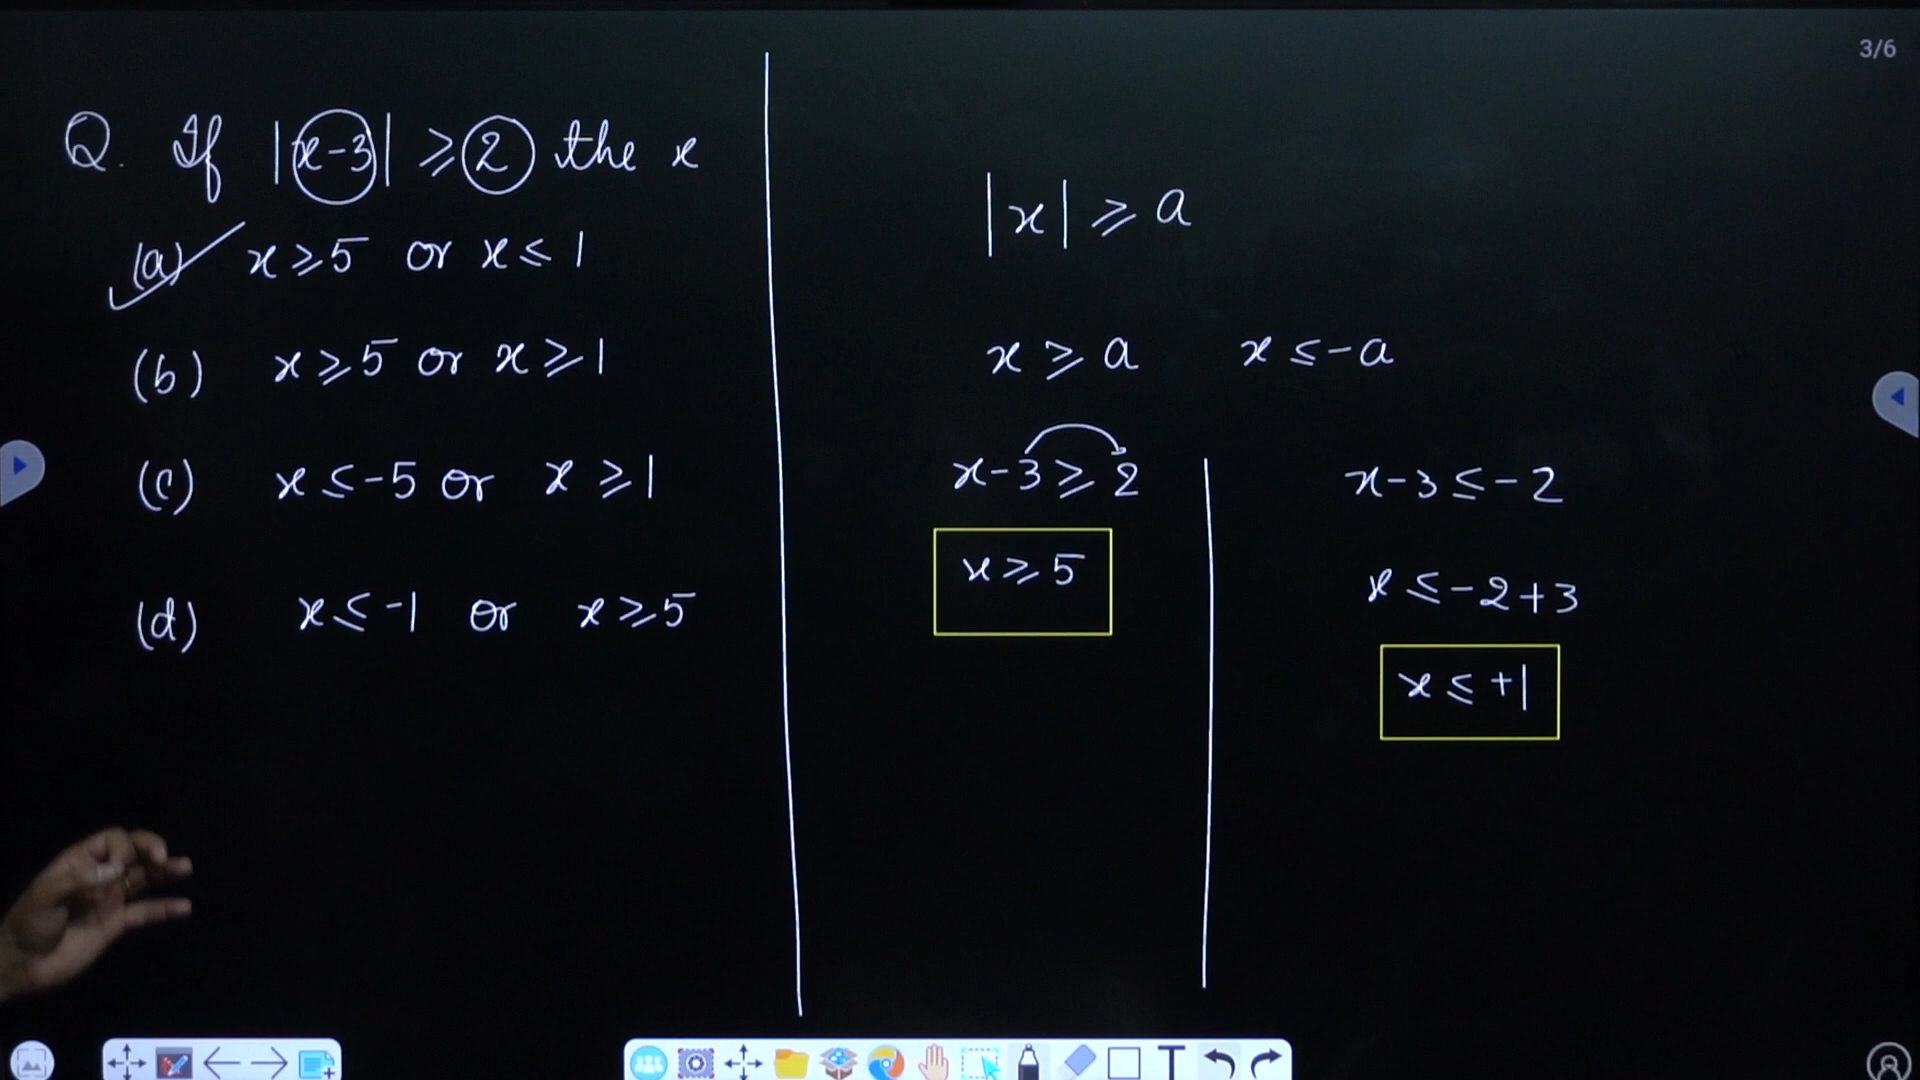 3/6
Q. If |x-3| ≥ 2 the x
(a) x ≥ 5 or x ≤ 1
(b) x ≥ 5 or x ≥ 1
(c) x ≤ -5 or x ≥ 1
(d) x ≤ -1 or x ≥ 5
|x| ≥ a
x ≥ a x ≤ -a
x-3 ≥ 2
x ≥ 5
x-3 ≤ -2
x ≤ -2+3
x ≤ +1
T